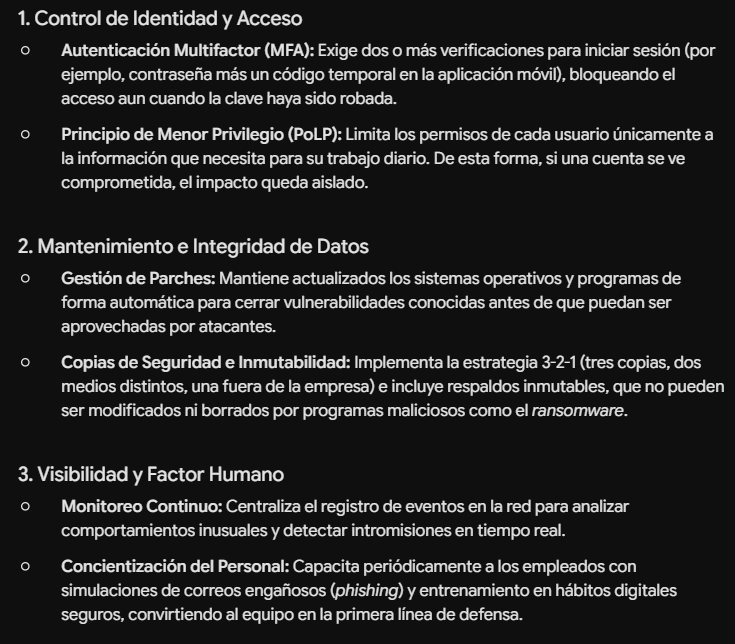 1. Control de Identidad y Acceso
Autenticación Multifactor (MFA): Exige dos o más verificaciones para iniciar sesión (por
ejemplo, contraseña más un código temporal en la aplicación móvil), bloqueando el
acceso aun cuando la clave haya sido robada.
Principio de Menor Privilegio (PoLP): Limita los permisos de cada usuario únicamente a
la información que necesita para su trabajo diario. De esta forma, si una cuenta se ve
comprometida, el impacto queda aislado.
2. Mantenimiento e Integridad de Datos
Gestión de Parches: Mantiene actualizados los sistemas operativos y programas de
forma automática para cerrar vulnerabilidades conocidas antes de que puedan ser
aprovechadas por atacantes.
Copias de Seguridad e Inmutabilidad: Implementa la estrategia 3-2-1 (tres copias, dos
medios distintos, una fuera de la empresa) e incluye respaldos inmutables, que no pueden
ser modificados ni borrados por programas maliciosos como el ransomware.
3. Visibilidad y Factor Humano
Monitoreo Continuo: Centraliza el registro de eventos en la red para analizar
comportamientos inusuales y detectar intromisiones en tiempo real.
Concientización del Personal: Capacita periódicamente a los empleados con
simulaciones de correos engañosos (phishing) y entrenamiento en hábitos digitales
seguros, convirtiendo al equipo en la primera línea de defensa.